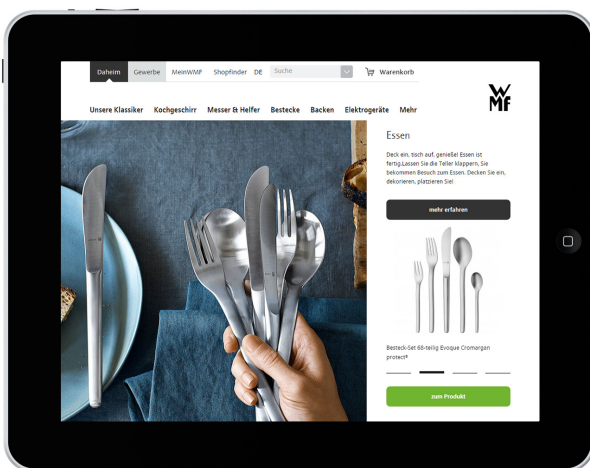 Daheim Gewerbe MeinWMF Shopfinder DE Suche Warenkorb
WMF
Unsere Klassiker Kochgeschirr Messer & Helfer Bestecke Backen Elektrogeräte Mehr
Essen
Deck ein, tisch auf, genieße! Essen ist
fertig.Lassen Sie die Teller klappern, Sie
bekommen Besuch zum Essen. Decken Sie ein,
dekorieren, platzieren Sie!
mehr erfahren
Besteck-Set 68-teilig Evoque Cromargan
protect®
zum Produkt